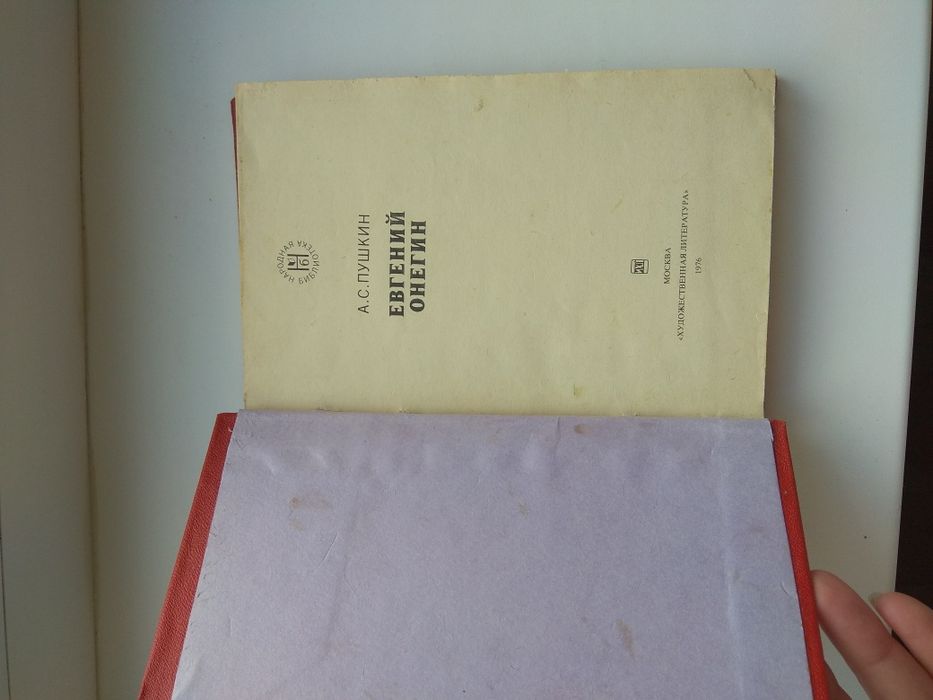 НАРОДНАЯ БИБЛИОТЕКА
А.С.ПУШКИН
ЕВГЕНИЙ
ОНЕГИН
МОСКВА
«ХУДОЖЕСТВЕННАЯ ЛИТЕРАТУРА»
1976